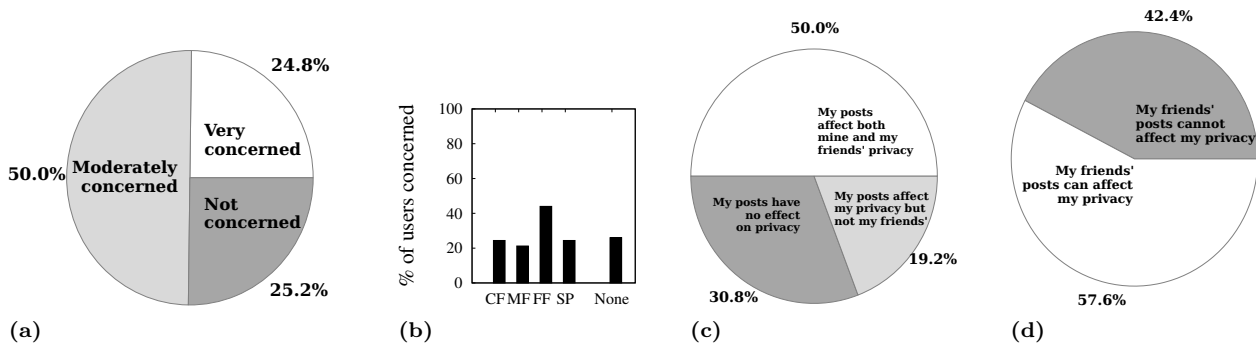 24.8%
Very
concerned
Moderately
concerned
50.0%
Not
concerned
25.2%
(a)
% of users concerned
100
80
60
40
20
0
CF MF FF SP None
(b)
50.0%
My posts
affect both
mine and my
friends' privacy
My posts have
no effect
on privacy
My posts affect
my privacy but
not my friends'
19.2%
30.8%
(c)
42.4%
My friends'
posts cannot
affect my privacy
My friends'
posts can affect
my privacy
57.6%
(d)